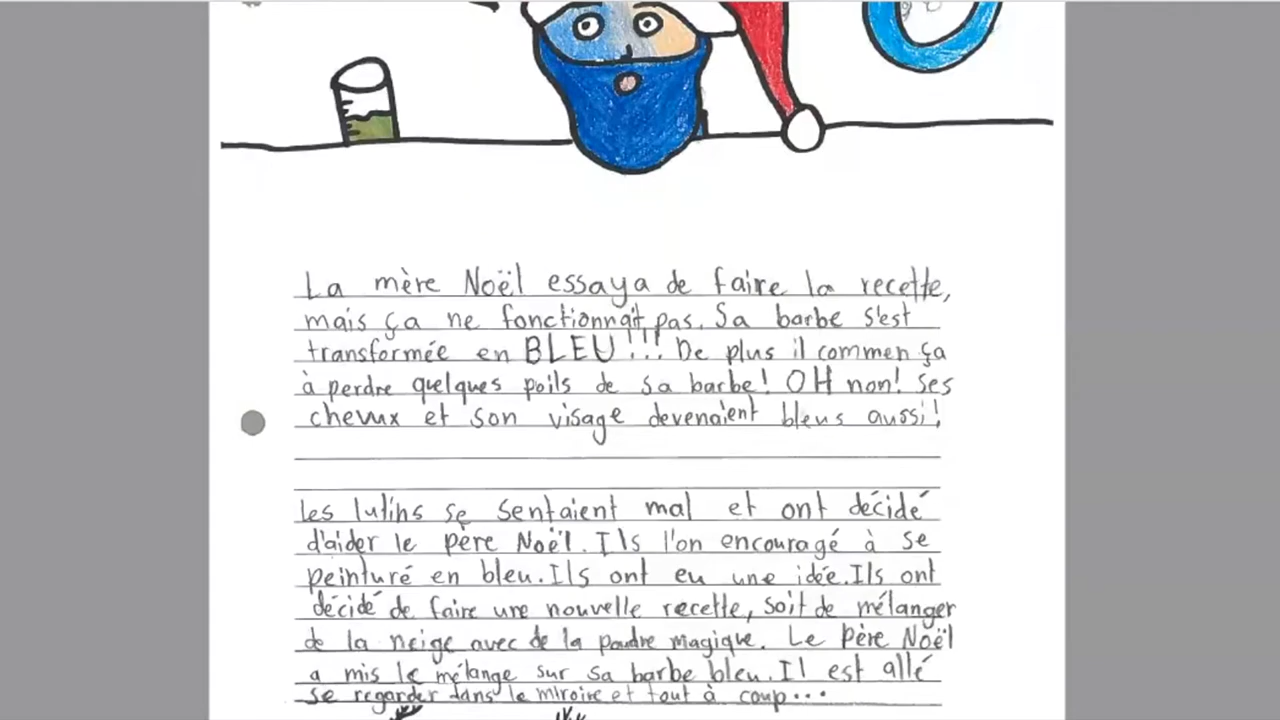 La mère Noël essaya de faire la recette,
mais ça ne fonctionnait pas. Sa barbe s'est
transformée en BLEU!!! De plus il commença
à perdre quelques poils de sa barbe! OH non! Ses
cheveux et son visage devenaient bleus aussi!
Les lutins se sentaient mal et ont décidé
d'aider le père Noël. Ils l'on encouragé à se
peinturé en bleu. Ils ont eu une idée. Ils ont
décidé de faire une nouvelle recette, soit de mélanger
de la neige avec de la poudre magique. Le père Noël
a mis le mélange sur sa barbe bleu. Il est allé
se regarder dans le miroire et tout à coup...